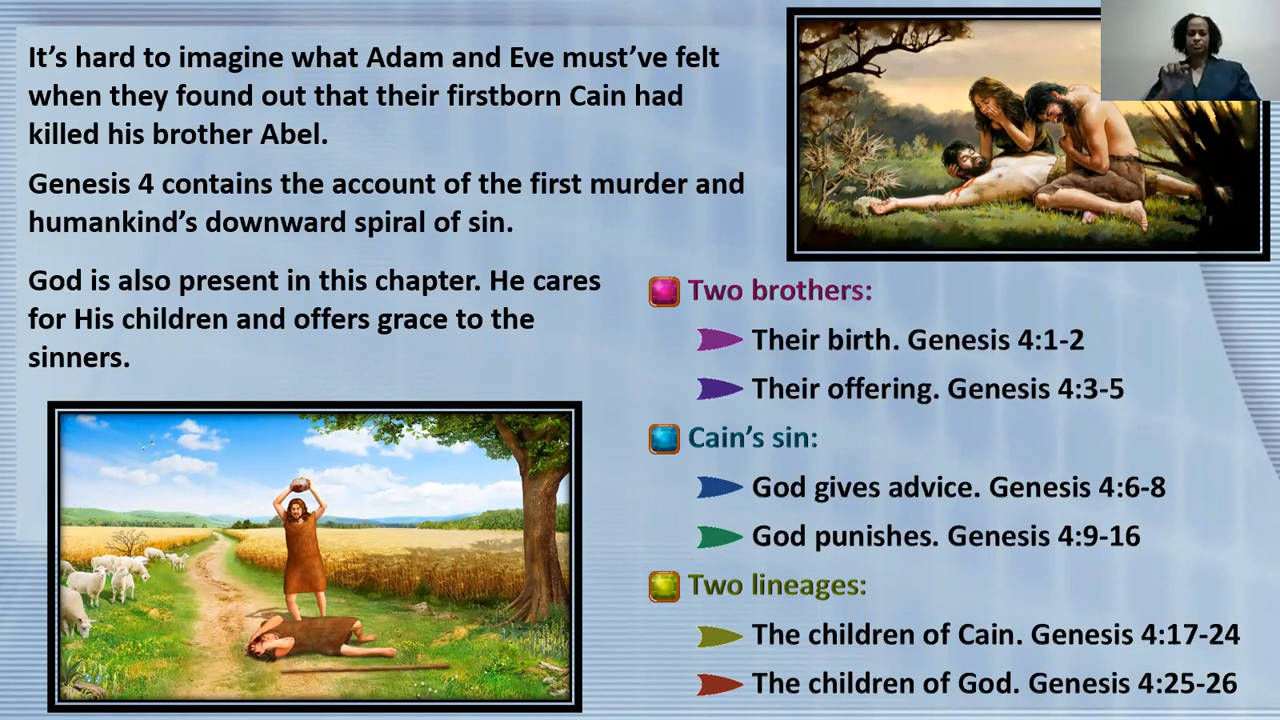 It’s hard to imagine what Adam and Eve must’ve felt
when they found out that their firstborn Cain had
killed his brother Abel.
Genesis 4 contains the account of the first murder and
humankind’s downward spiral of sin.
God is also present in this chapter. He cares
for His children and offers grace to the
sinners.
Two brothers:
Their birth. Genesis 4:1-2
Their offering. Genesis 4:3-5
Cain’s sin:
God gives advice. Genesis 4:6-8
God punishes. Genesis 4:9-16
Two lineages:
The children of Cain. Genesis 4:17-24
The children of God. Genesis 4:25-26